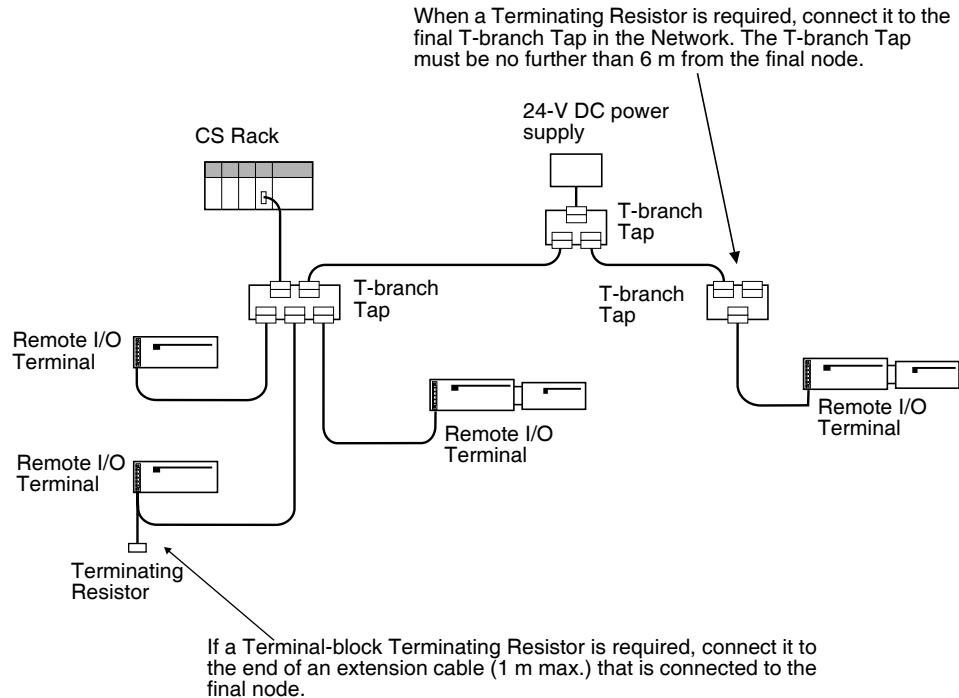 When a Terminating Resistor is required, connect it to the
final T-branch Tap in the Network. The T-branch Tap
must be no further than 6 m from the final node.
24-V DC power
supply
CS Rack
T-branch
Tap
T-branch
Tap
T-branch
Tap
Remote I/O
Terminal
Remote I/O
Terminal
Remote I/O
Terminal
Remote I/O
Terminal
Terminating
Resistor
If a Terminal-block Terminating Resistor is required, connect it to
the end of an extension cable (1 m max.) that is connected to the
final node.